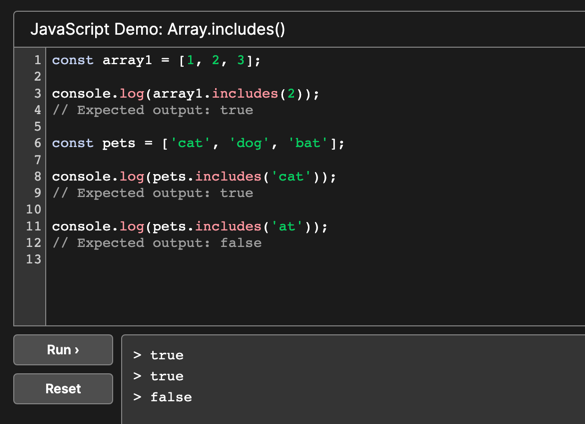 JavaScript Demo: Array.includes()
1 const array1 = [1, 2, 3];
2
3 console.log(array1.includes(2));
4 // Expected output: true
5
6 const pets = ['cat', 'dog', 'bat'];
7
8 console.log(pets.includes('cat'));
9 // Expected output: true
10
11 console.log(pets.includes('at'));
12 // Expected output: false
13
Run ›
Reset
> true
> true
> false